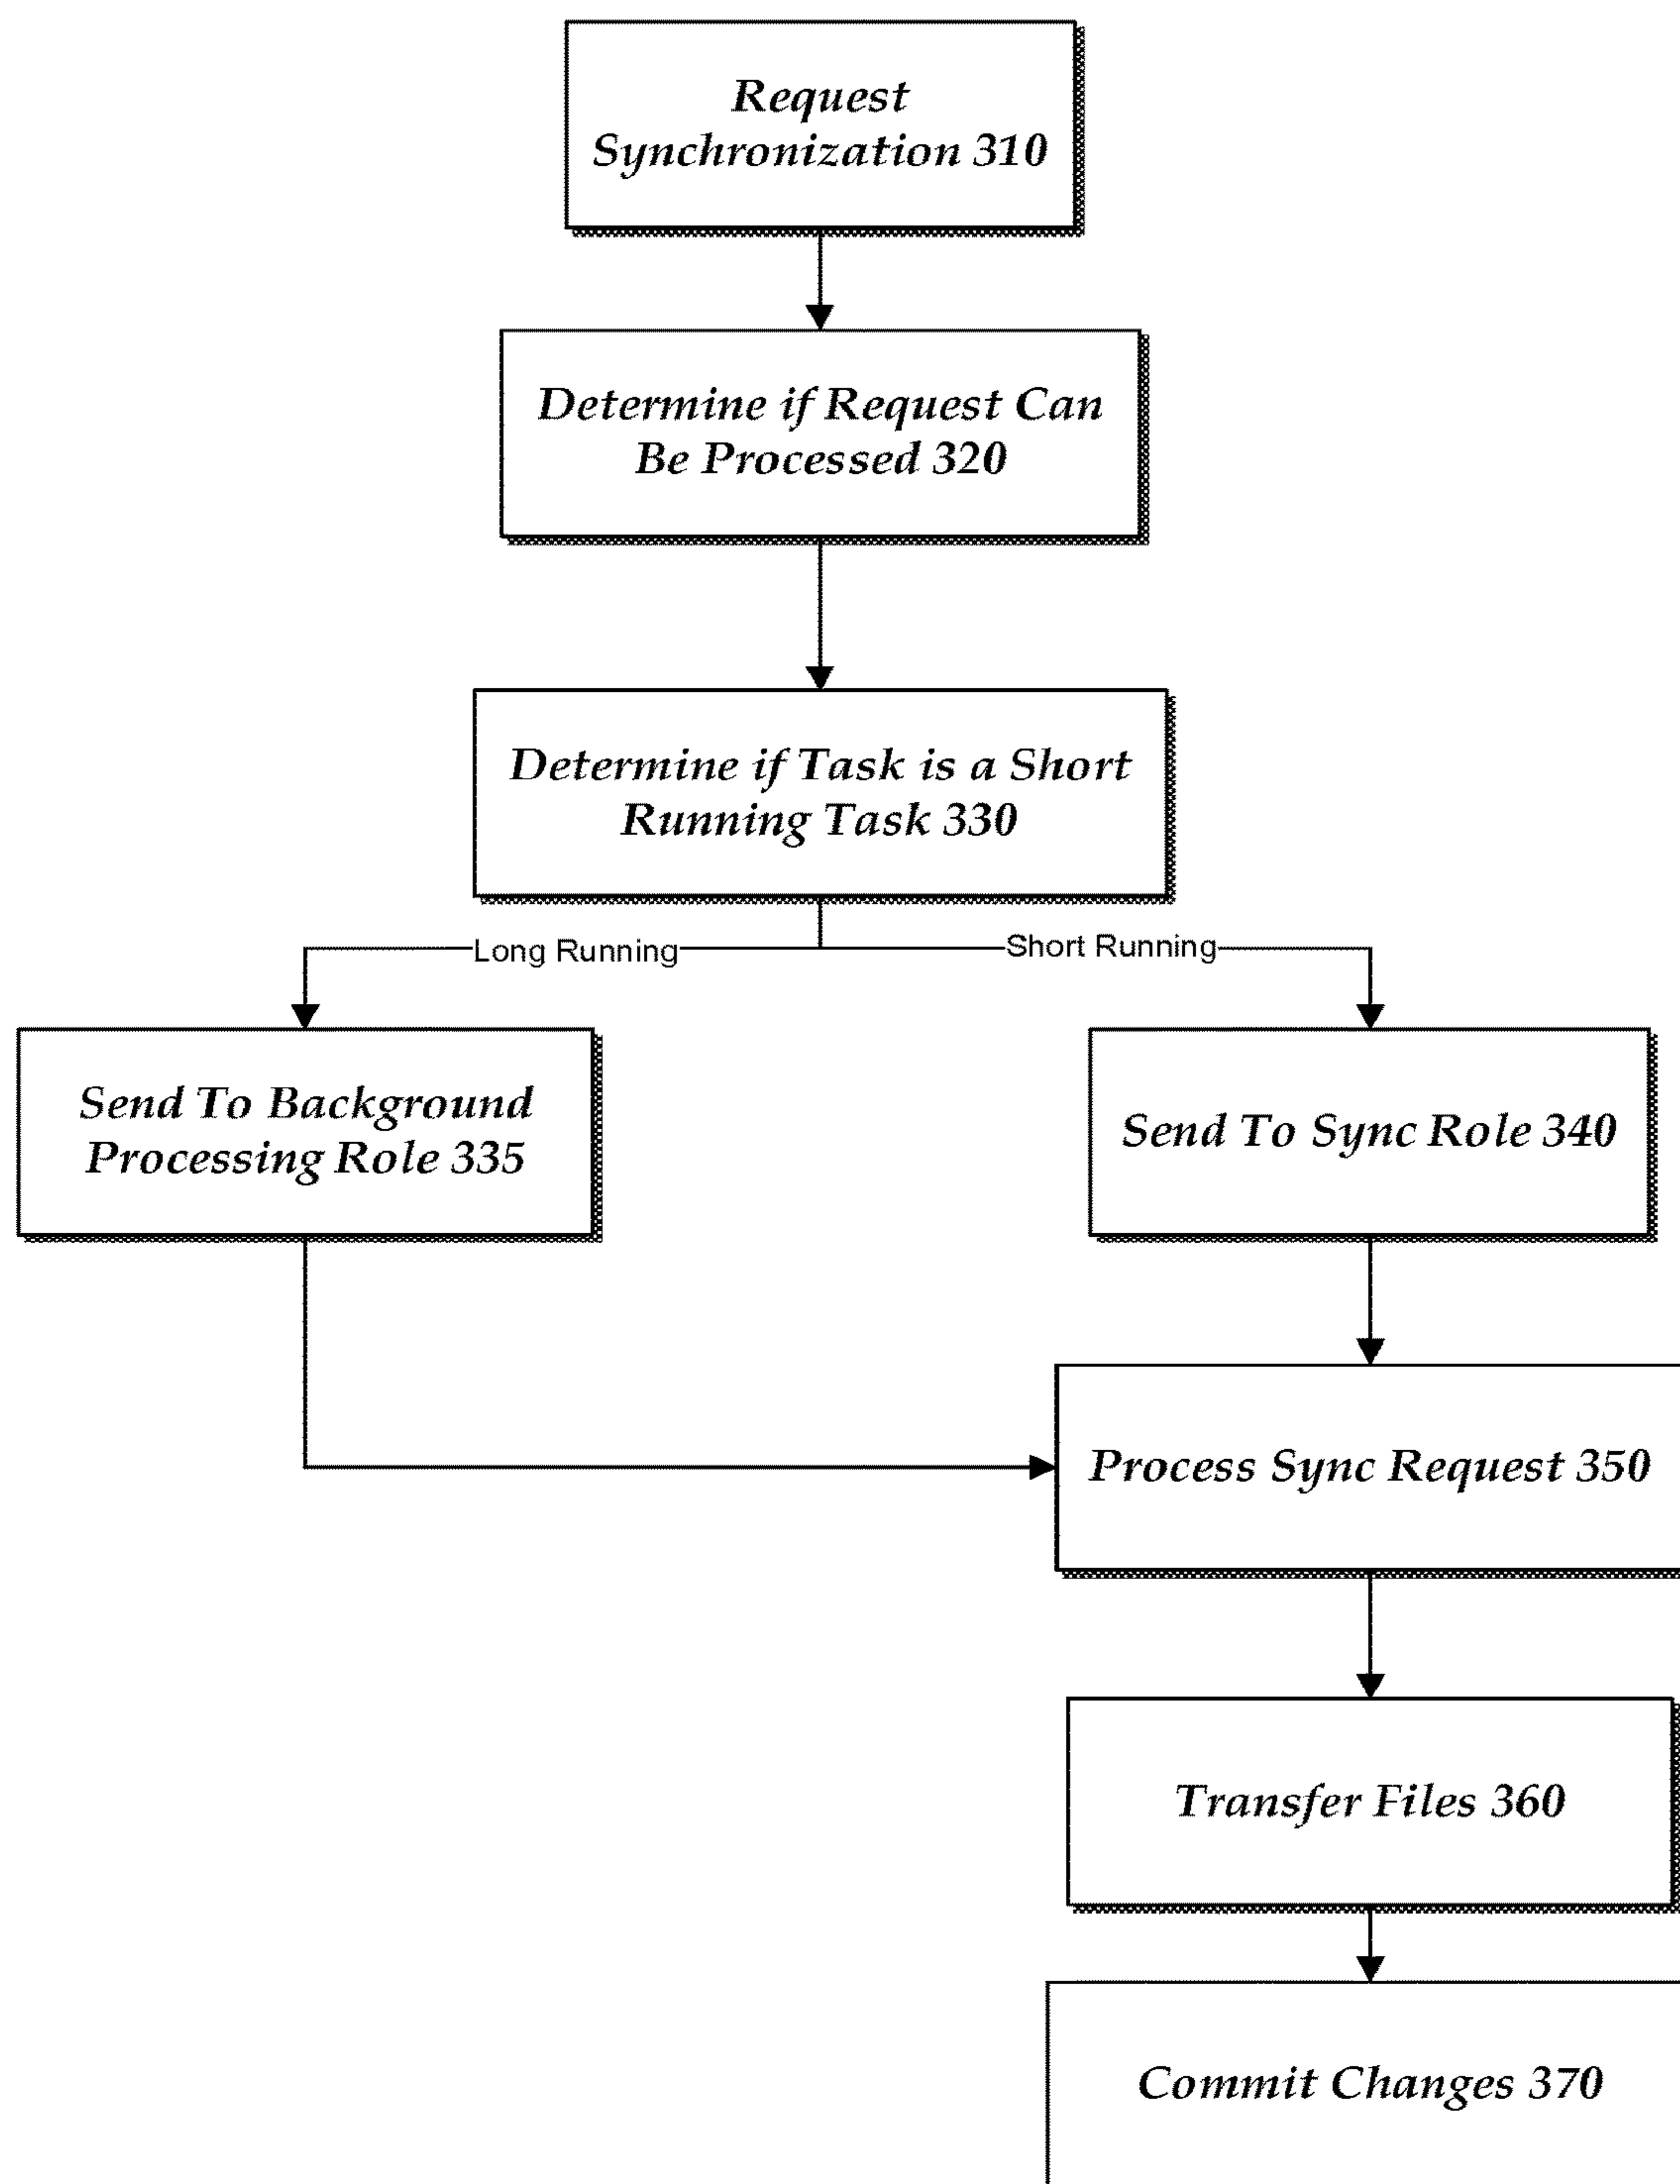 Request
Synchronization 310
Determine if Request Can
Be Processed 320
Determine if Task is a Short
Running Task 330
Long Running
Short Running
Send To Background
Processing Role 335
Send To Sync Role 340
Process Sync Request 350
Transfer Files 360
Commit Changes 370